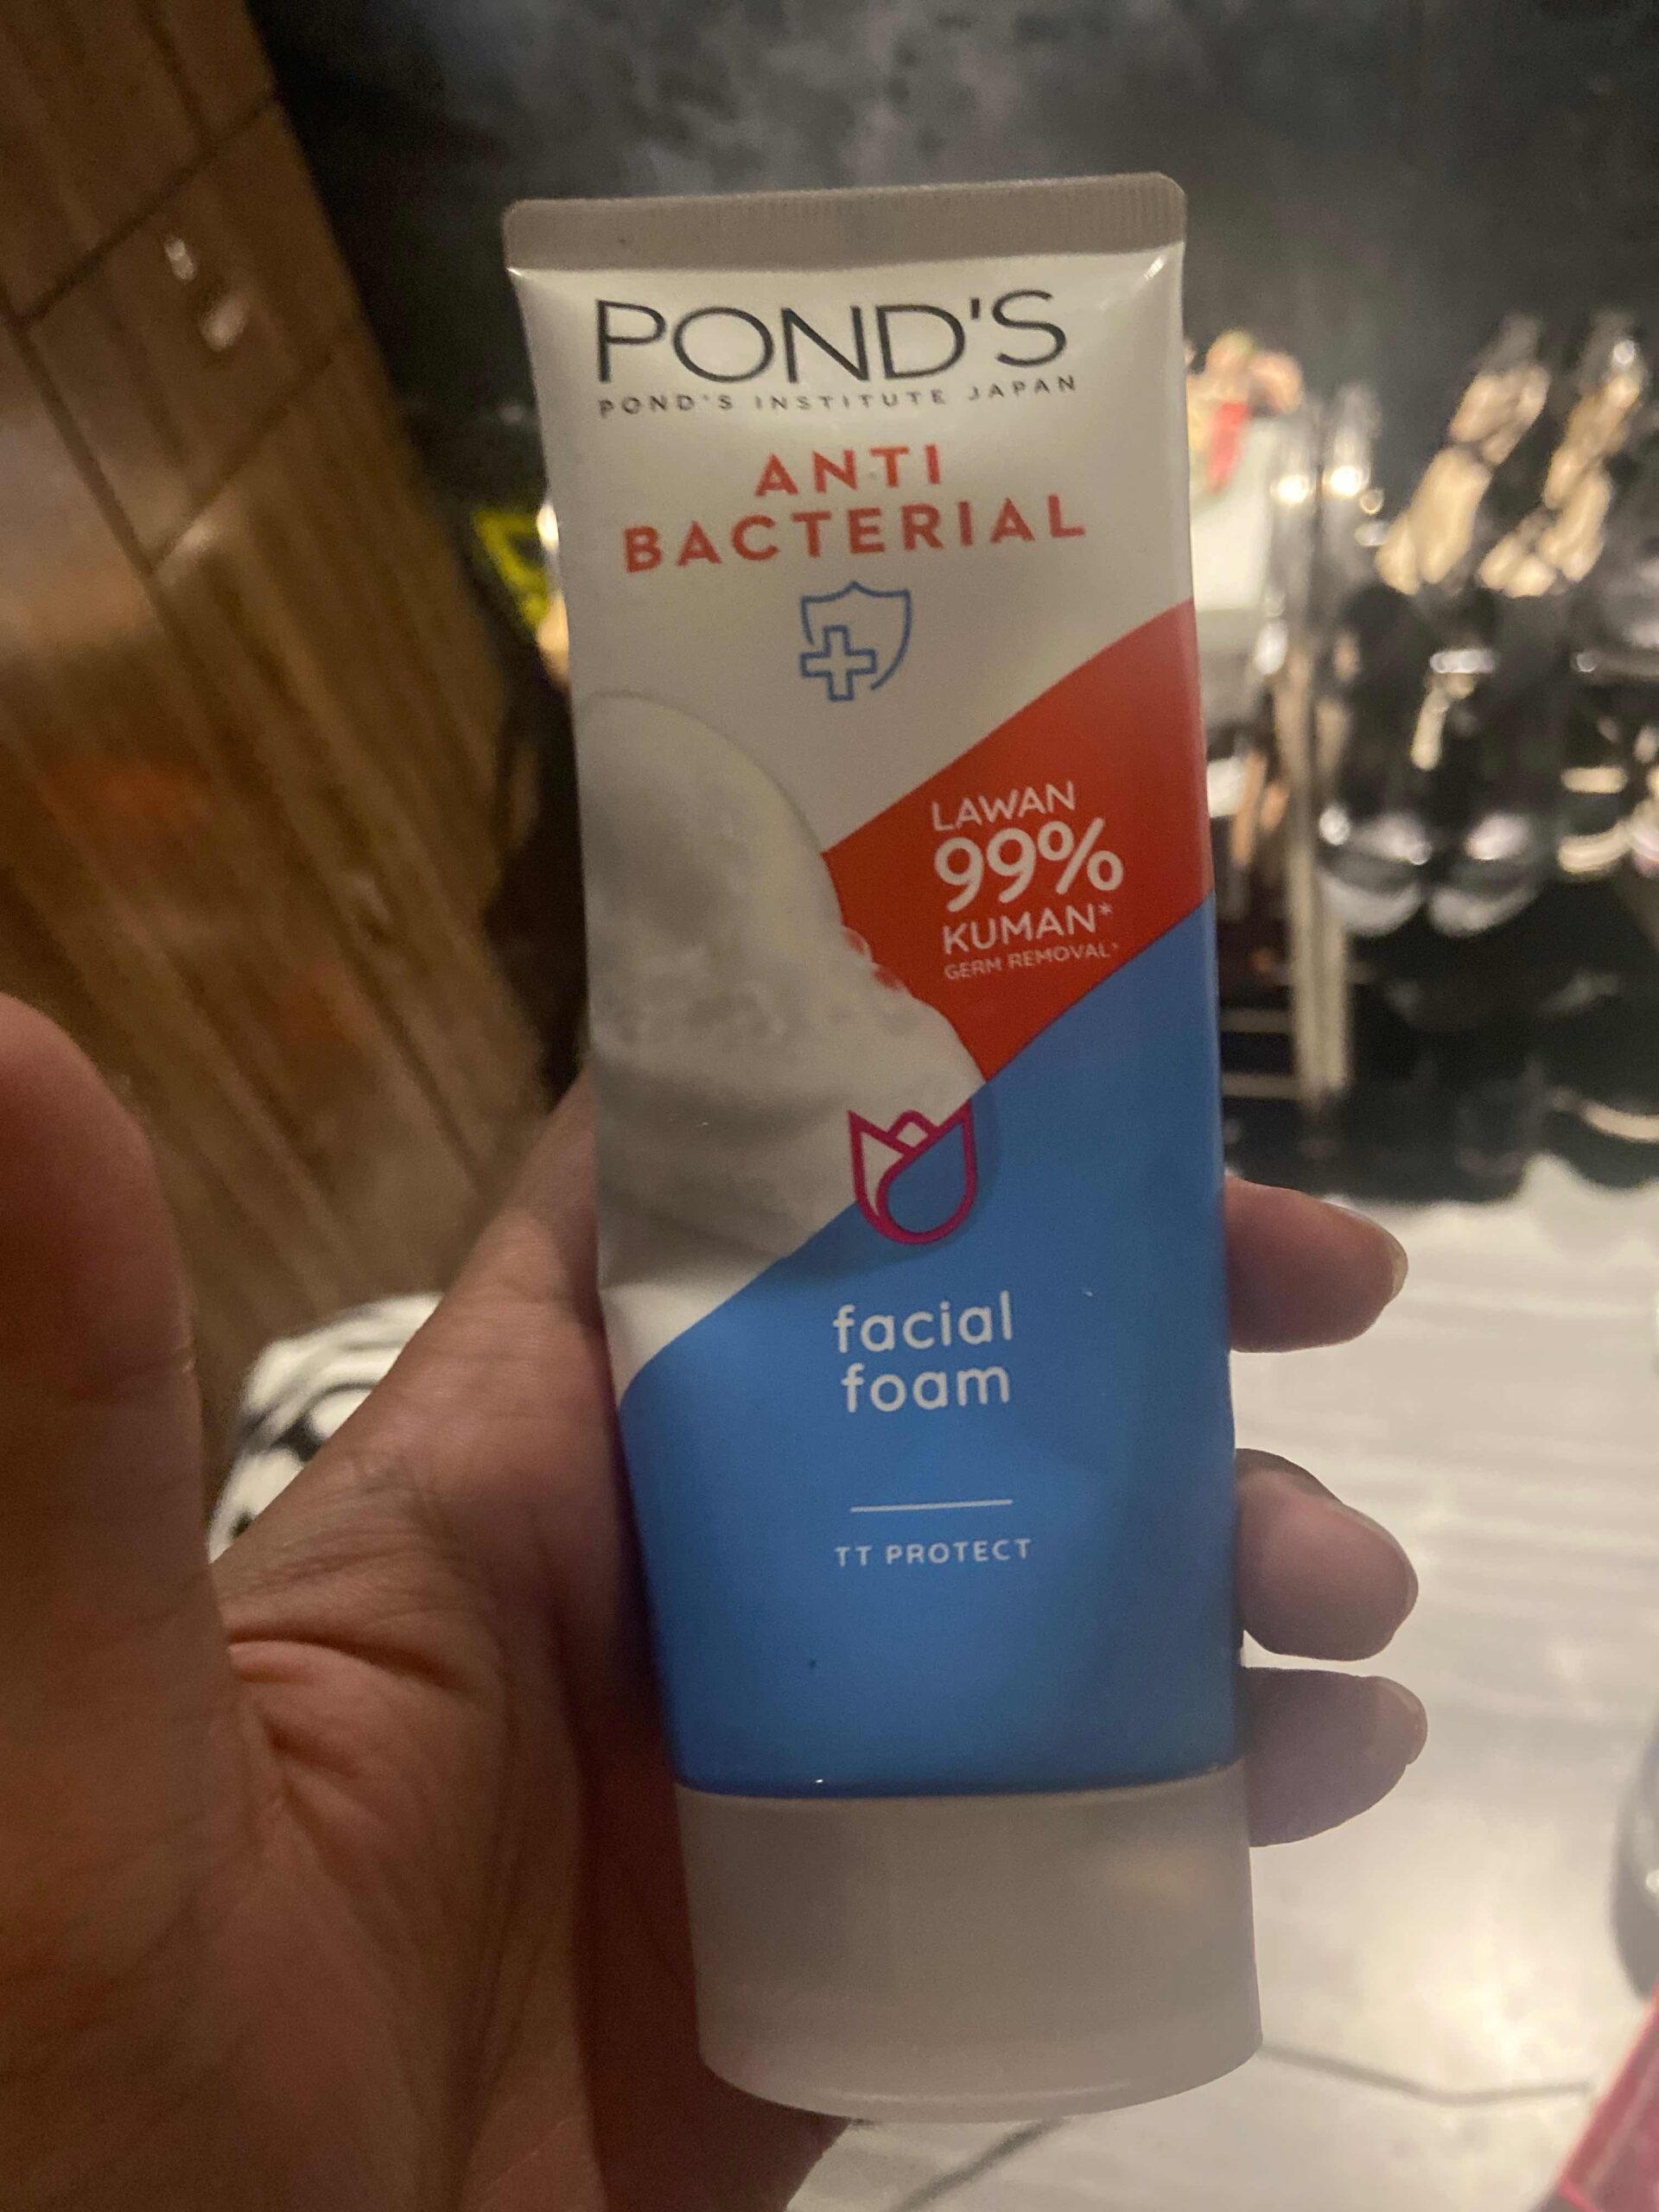 POND'S
POND'S INSTITUTE JAPAN
ANTI
BACTERIAL
LAWAN
99%
KUMAN*
GERM REMOVAL*
facial
foam
TT PROTECT